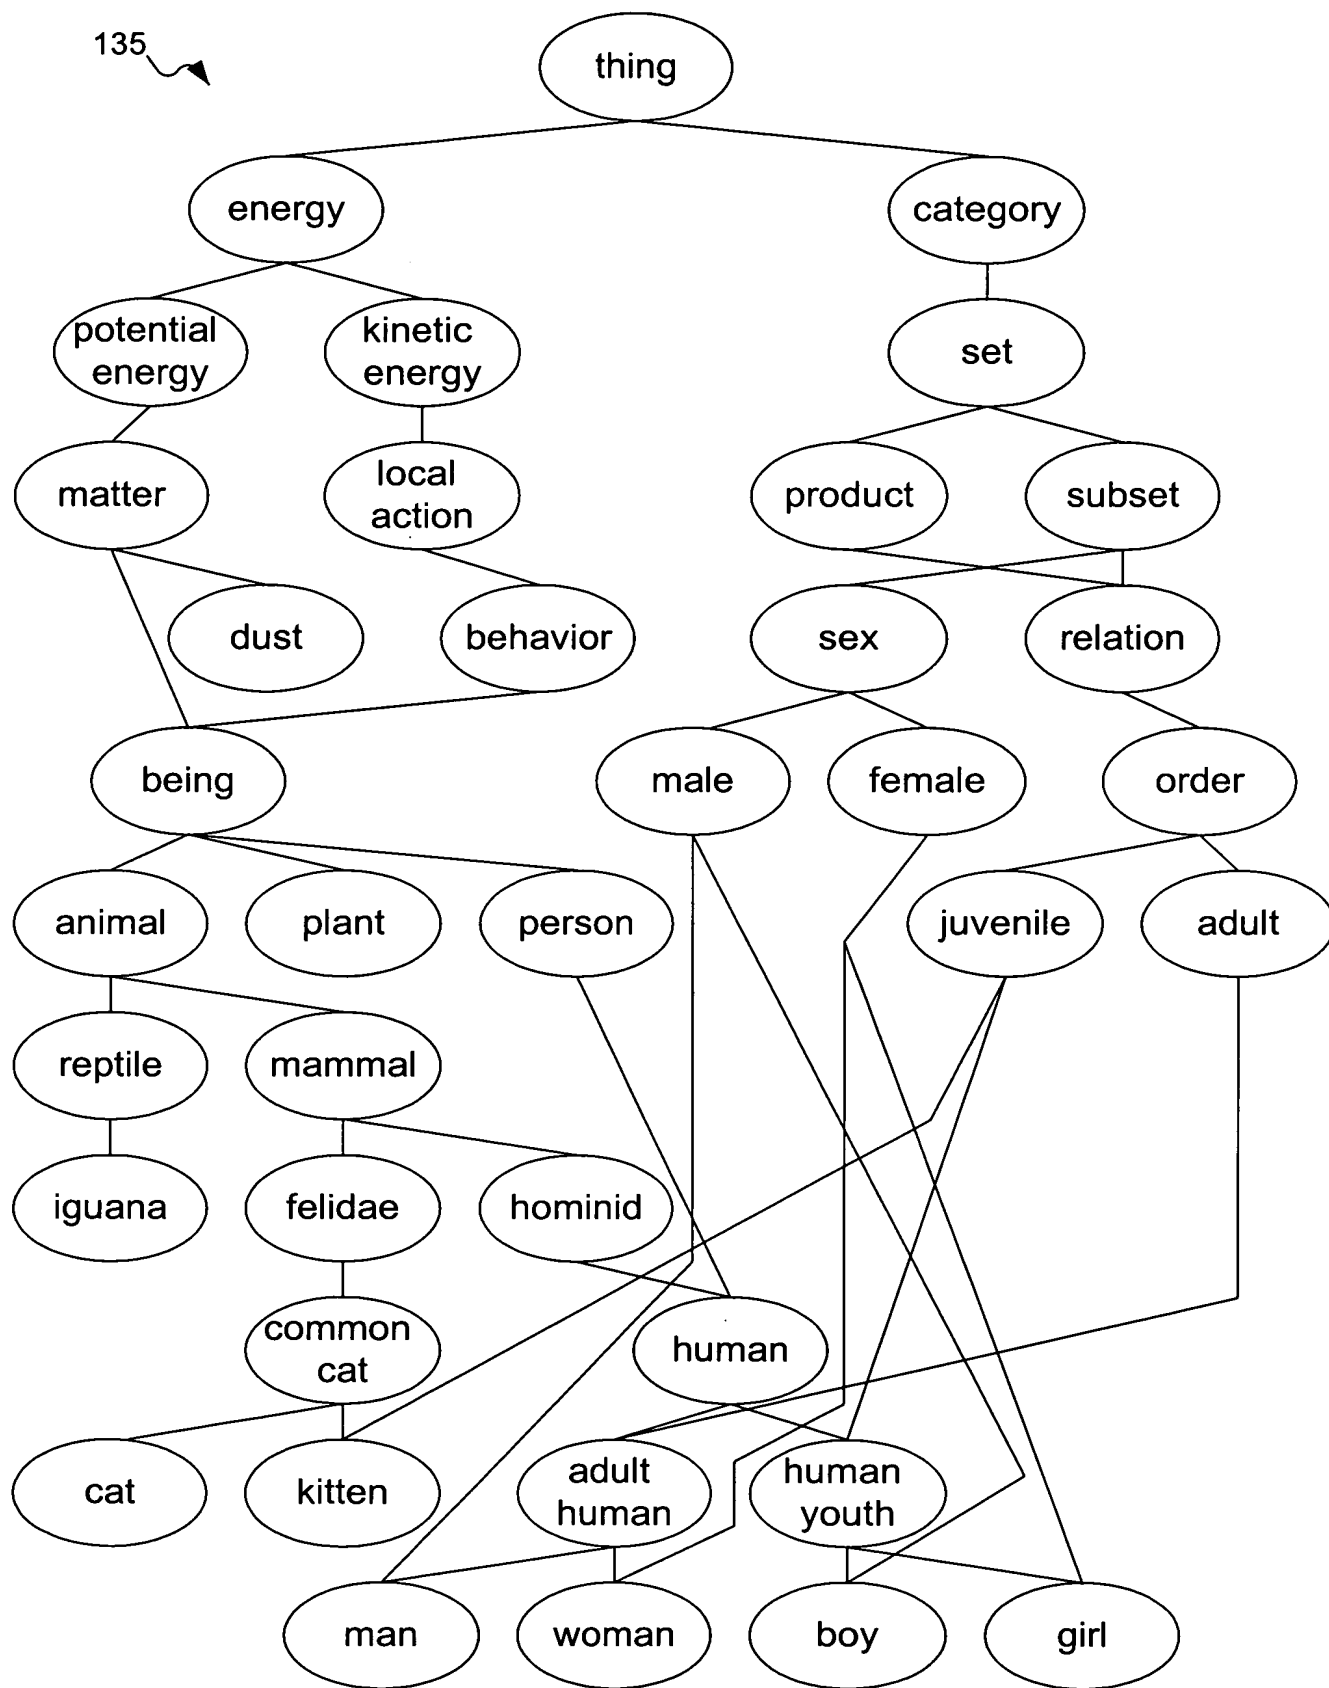 135
thing
energy
category
potential
energy
kinetic
energy
set
matter
local
action
product
subset
dust
behavior
sex
relation
being
male
female
order
animal
plant
person
juvenile
adult
reptile
mammal
iguana
felidae
hominid
common
cat
human
cat
kitten
adult
human
human
youth
man
woman
boy
girl